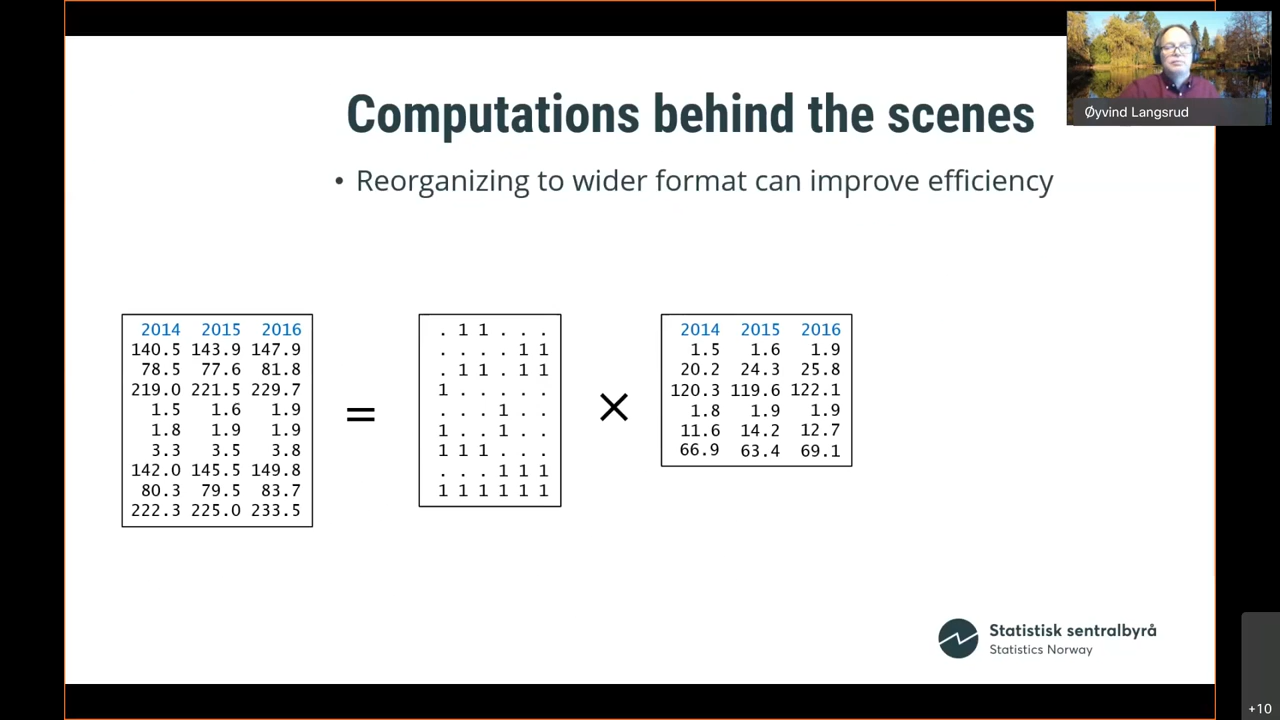 Øyvind Langsrud
Computations behind the scenes
• Reorganizing to wider format can improve efficiency
2014 2015 2016
140.5 143.9 147.9
78.5 77.6 81.8
219.0 221.5 229.7
1.5 1.6 1.9
1.8 1.9 1.9
3.3 3.5 3.8
142.0 145.5 149.8
80.3 79.5 83.7
222.3 225.0 233.5
=
. 1 1 . . .
. . . . 1 1
. 1 1 . 1 1
1 . . . . .
. . . 1 . .
1 . . 1 . .
1 1 1 . . .
. . . 1 1 1
1 1 1 1 1 1
×
2014 2015 2016
1.5 1.6 1.9
20.2 24.3 25.8
120.3 119.6 122.1
1.8 1.9 1.9
11.6 14.2 12.7
66.9 63.4 69.1
Statistisk sentralbyrå
Statistics Norway
+10